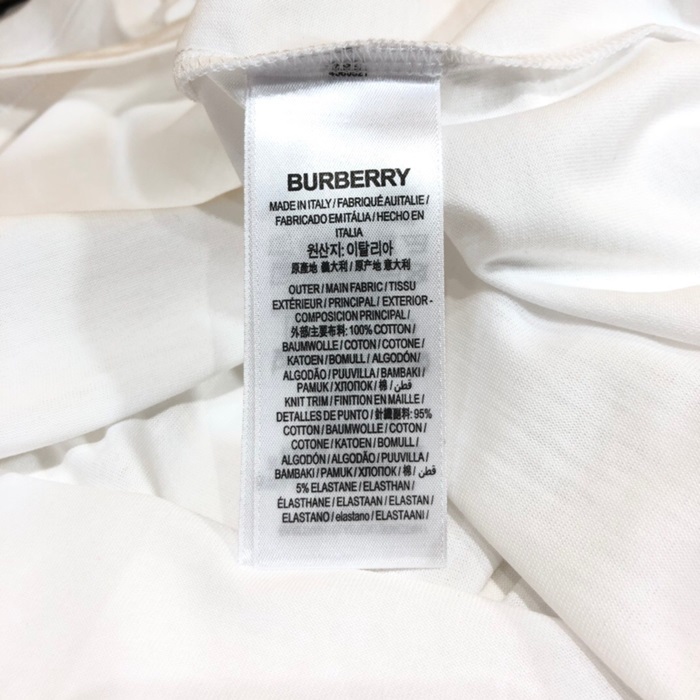 BURBERRY
MADE IN ITALY / FABRIQUÉ AUITALIE /
FABRICADO EM ITÁLIA / HECHO EN
ITALIA
원산지: 이탈리아
原產地 義大利 / 原产地 意大利
OUTER / MAIN FABRIC / TISSU
EXTÉRIEUR / PRINCIPAL / EXTERIOR -
COMPOSICIÓN PRINCIPAL /
外部/主要布料: 100% COTTON /
BAUMWOLLE / COTON / COTONE /
KATOEN / BOMULL / ALGODÓN /
ALGODÃO / PUUVILLA / BAMBAKI /
PAMUK / ХЛОПОК / 棉 / قطن /
KNIT TRIM / FINITION EN MAILLE /
DETALLES DE PUNTO / 針織配料: 95%
COTTON / BAUMWOLLE / COTON /
COTONE / KATOEN / BOMULL /
ALGODÓN / ALGODÃO / PUUVILLA /
BAMBAKI / PAMUK / ХЛОПОК / 棉 / قطن /
5% ELASTANE / ELASTHAN /
ÉLASTHANE / ELASTAAN / ELASTAN /
ELASTANO / elastano / ELASTAANI /